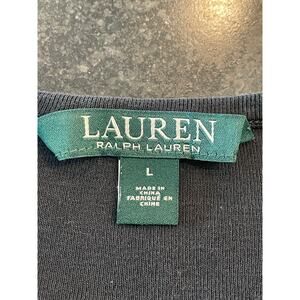 LAUREN
RALPH LAUREN
L
MADE IN
CHINA
FABRIQUÉ EN
CHINE